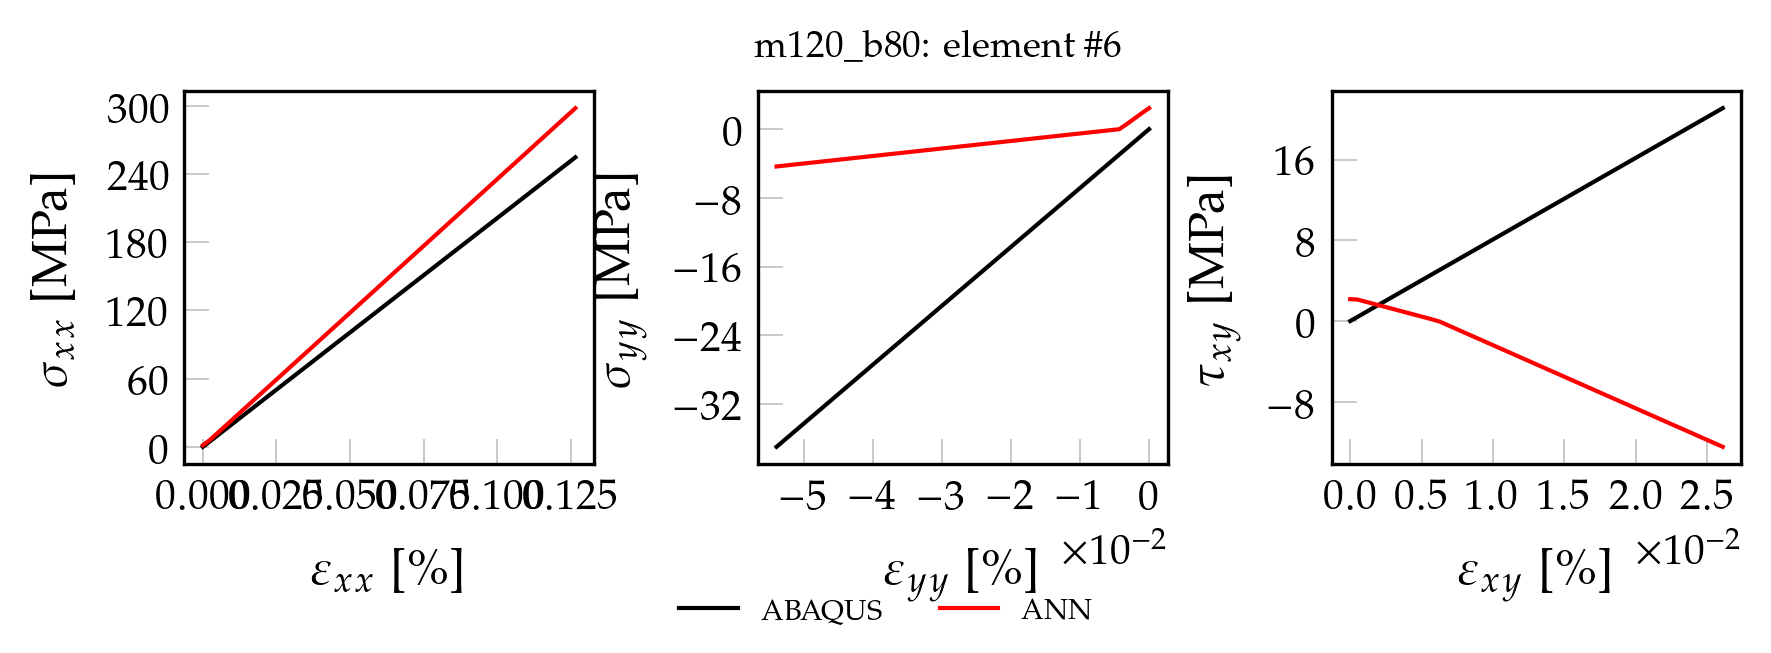 m120_b80: element #6
300
240
180
120
60
0
σxx [MPa]
0.000 0.025 0.050 0.075 0.100 0.125
εxx [%]
0
−8
−16
−24
−32
σyy [MPa]
−5 −4 −3 −2 −1 0
×10−2
εyy [%]
16
8
0
−8
τxy [MPa]
0.0 0.5 1.0 1.5 2.0 2.5
×10−2
εxy [%]
ABAQUS ANN